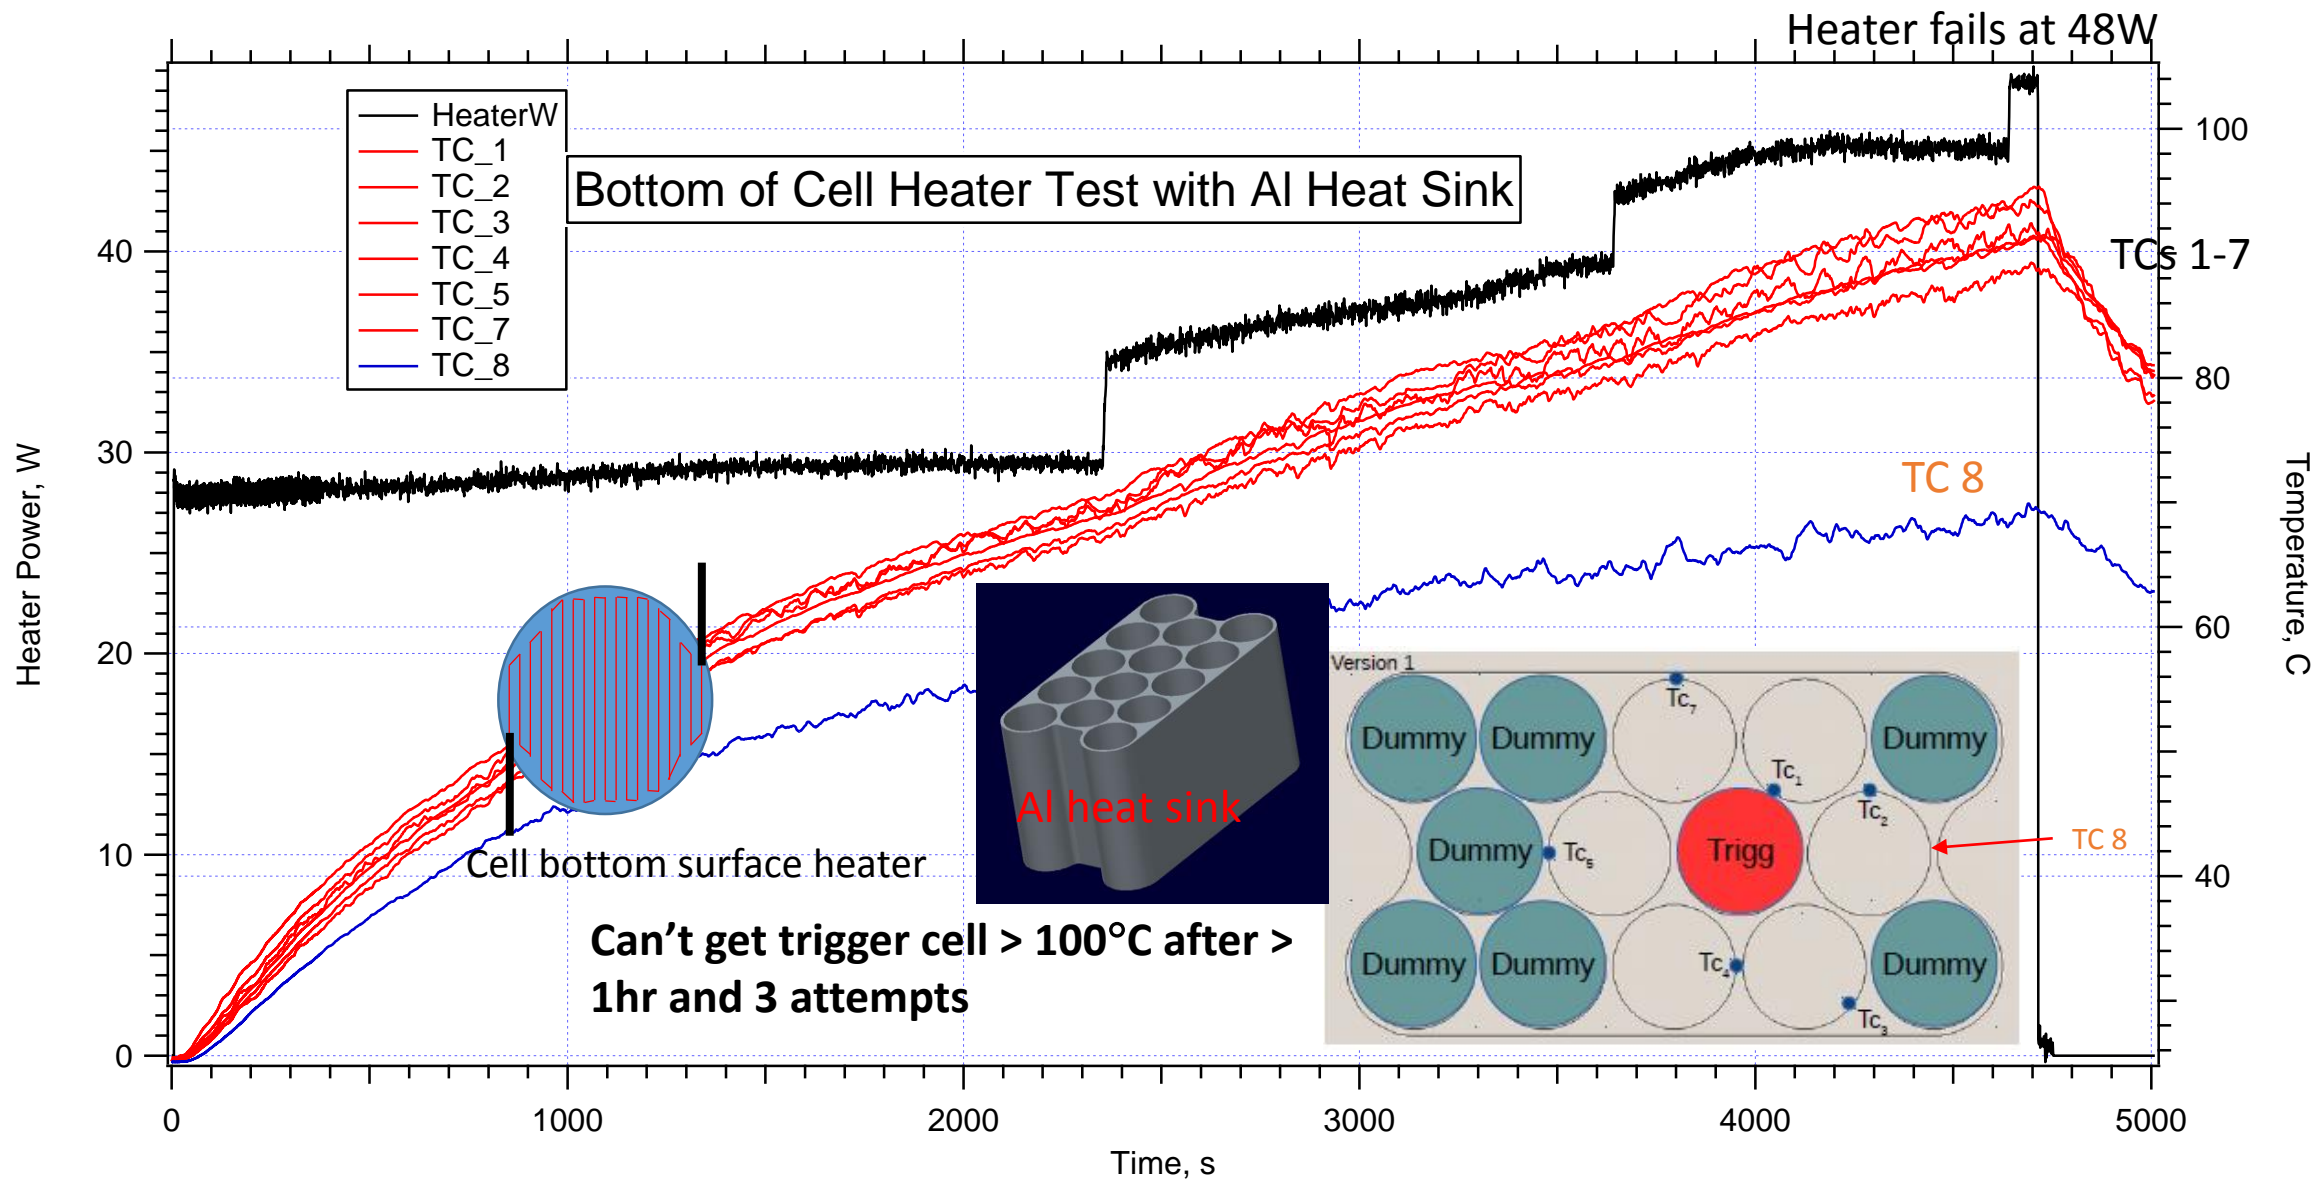 Heater fails at 48W
HeaterW
TC_1
TC_2
TC_3
TC_4
TC_5
TC_7
TC_8
Bottom of Cell Heater Test with Al Heat Sink
TCs 1-7
TC 8
Heater Power, W
40
30
20
10
0
100
80
60
40
Temperature, C
Al heat sink
Cell bottom surface heater
Can’t get trigger cell > 100°C after >
1hr and 3 attempts
Version 1
Dummy Dummy Tc7 Dummy
Tc1
Tc2
Dummy Tc5 Trigg
TC 8
Dummy Dummy Tc4 Dummy
Tc3
0 1000 2000 3000 4000 5000
Time, s